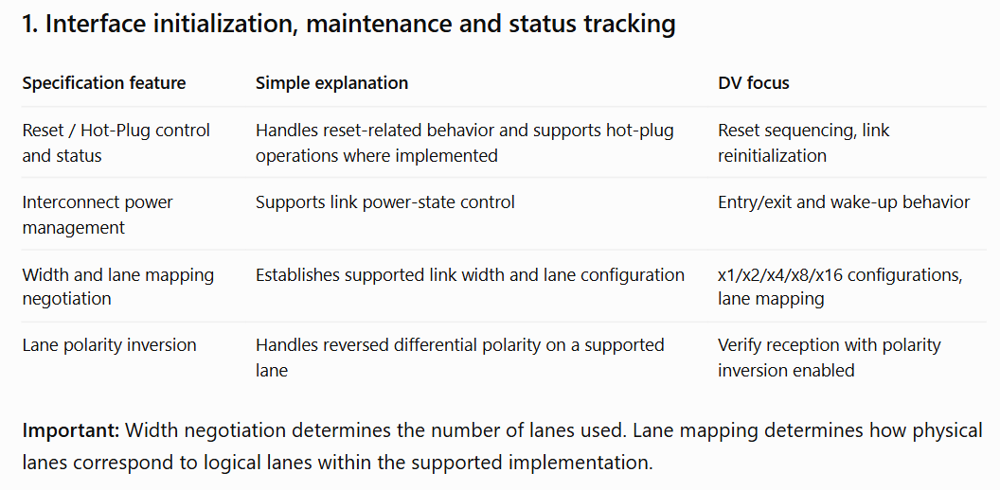 1. Interface initialization, maintenance and status tracking
Specification feature Simple explanation DV focus
Reset / Hot-Plug control and status Handles reset-related behavior and supports hot-plug operations where implemented Reset sequencing, link reinitialization
Interconnect power management Supports link power-state control Entry/exit and wake-up behavior
Width and lane mapping negotiation Establishes supported link width and lane configuration x1/x2/x4/x8/x16 configurations, lane mapping
Lane polarity inversion Handles reversed differential polarity on a supported lane Verify reception with polarity inversion enabled
Important: Width negotiation determines the number of lanes used. Lane mapping determines how physical
lanes correspond to logical lanes within the supported implementation.